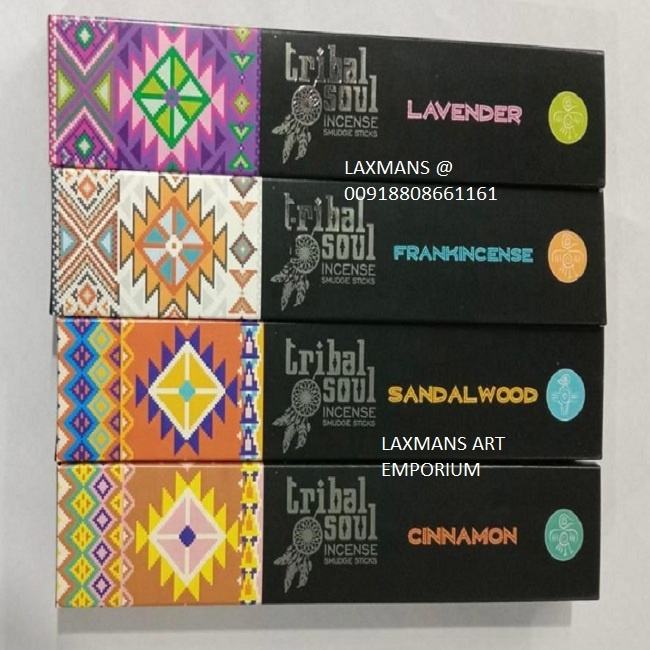 tribal
soul
INCENSE
SMUDGE STICKS
LAVENDER
LAXMANS @
00918808661161
tribal
soul
INCENSE
SMUDGE STICKS
FRANKINCENSE
tribal
soul
INCENSE
SMUDGE STICKS
SANDALWOOD
LAXMANS ART
EMPORIUM
tribal
soul
INCENSE
SMUDGE STICKS
CINNAMON